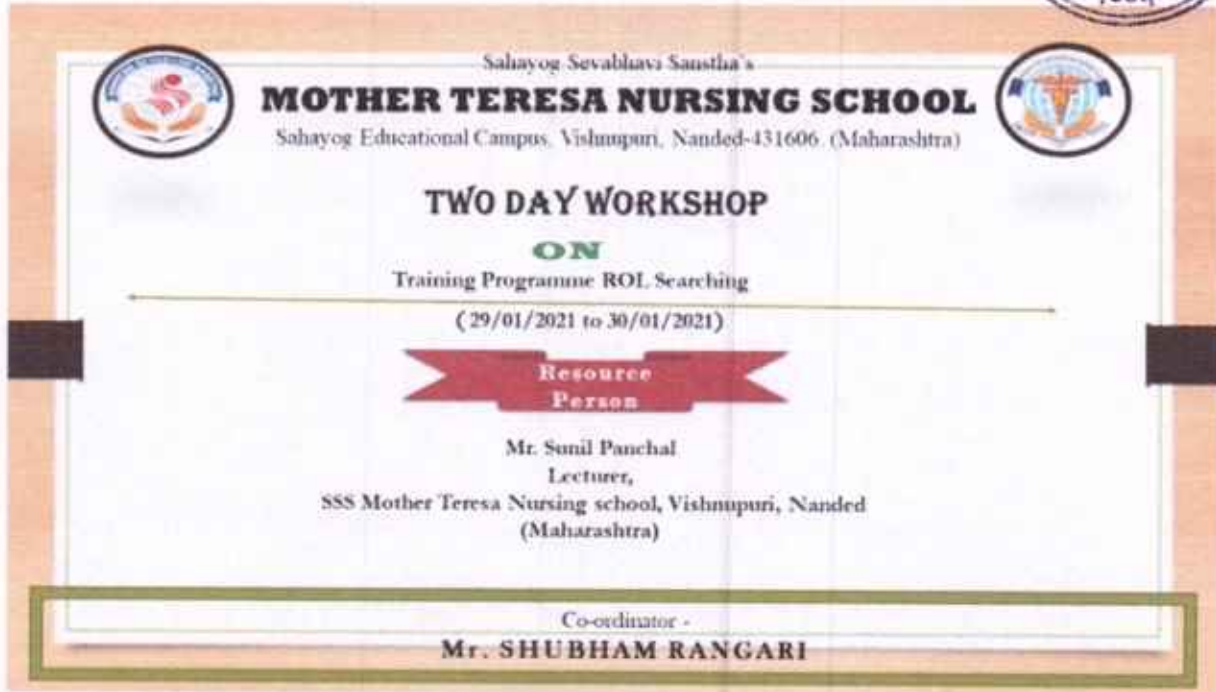 Sahayog Sevabhavi Sanstha's
MOTHER TERESA NURSING SCHOOL
Sahayog Educational Campus, Vishnupuri, Nanded-431606 (Maharashtra)
TWO DAY WORKSHOP
ON
Training Programme ROL Searching
(29/01/2021 to 30/01/2021)
Resource
Person
Mr. Sunil Panchal
Lecturer,
SSS Mother Teresa Nursing school, Vishnupuri, Nanded
(Maharashtra)
Co-ordinator -
Mr. SHUBHAM RANGARI